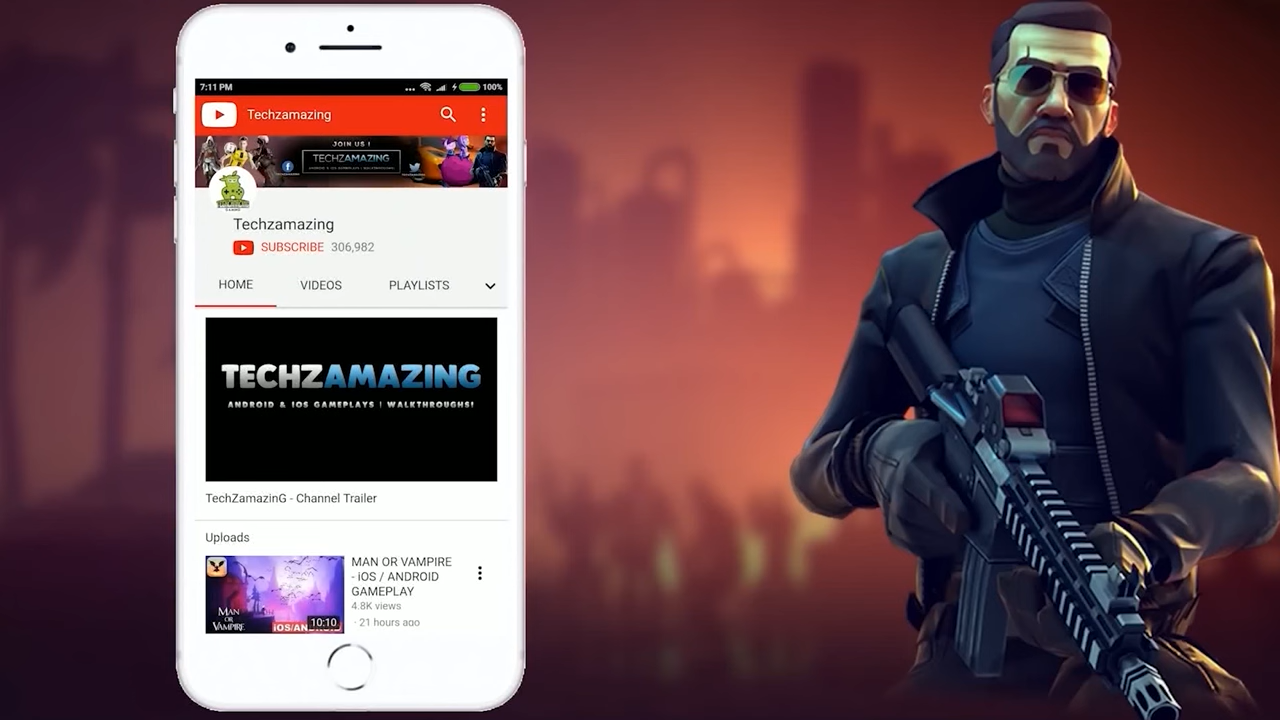 7:11 PM
100%
Techzamazing
JOIN US !
TECHZAMAZING
Techzamazing
SUBSCRIBE 306,982
HOME VIDEOS PLAYLISTS
TECHZAMAZING
ANDROID & IOS GAMEPLAYS | WALKTHROUGHS!
TechZamazinG - Channel Trailer
Uploads
MAN OR VAMPIRE
- iOS / ANDROID
GAMEPLAY
4.8K views
· 21 hours ago
MAN
OR
VAMPIRE
10:10